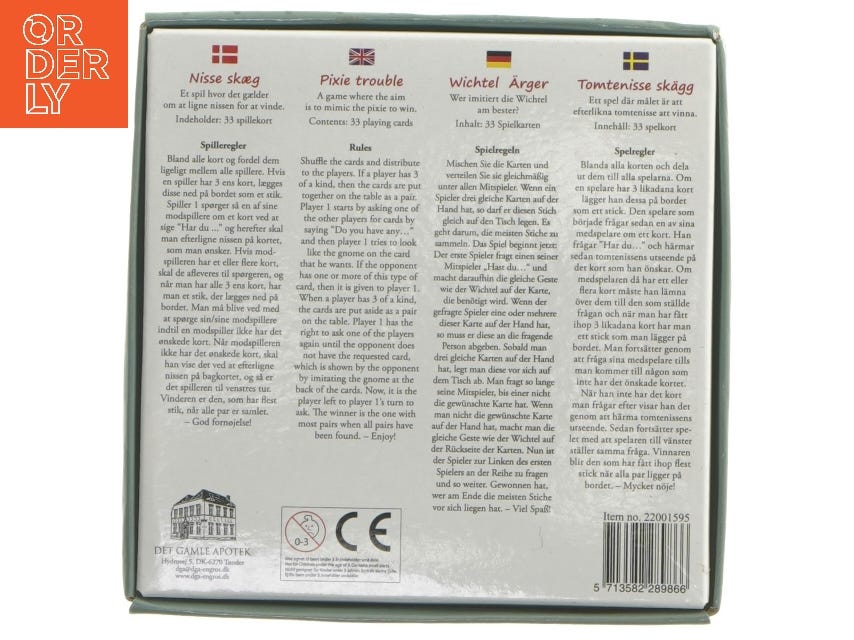 OR
DER
LY
Nisse skæg
Et spil hvor det gælder
om at ligne nissen for at vinde.
Indeholder: 33 spillekort
Spilleregler
Bland alle kort og fordel dem
ligeligt mellem alle spillere. Hvis
en spiller har 3 ens kort, lægges
disse ned på bordet som et stik.
Spiller 1 spørger så en af sine
modspillere om et kort ved at
sige "Har du ..." og herefter skal
man efterligne nissen på kortet,
som man ønsker. Hvis mod-
spilleren har et eller flere kort,
skal de afleveres til spørgeren, og
når man har alle 3 ens kort, har
man et stik, der lægges ned på
bordet. Man må blive ved med
at spørge sin/sine modspillere
indtil en modspiller ikke har det
ønskede kort. Når modspilleren
ikke har det ønskede kort, skal
han vise det ved at efterligne
nissen på bagkortet, og så er
det spilleren til venstres tur.
Vinderen er den, som har flest
stik, når alle par er samlet.
– God fornøjelse!
Pixie trouble
A game where the aim
is to mimic the pixie to win.
Contents: 33 playing cards
Rules
Shuffle the cards and distribute
to the players. If a player has 3
of a kind, then the cards are put
together on the table as a pair.
Player 1 starts by asking one of
the other players for cards by
saying "Do you have any…"
and then player 1 tries to look
like the gnome on the card
that he wants. If the opponent
has one or more of this type of
card, then it is given to player 1.
When a player has 3 of a kind,
the cards are put aside as a pair
on the table. Player 1 has the
right to ask one of the players
again until the opponent does
not have the requested card,
which is shown by the opponent
by imitating the gnome at the
back of the cards. Now, it is the
player left to player 1's turn to
ask. The winner is the one with
most pairs when all pairs have
been found. – Enjoy!
Wichtel Ärger
Wer imitiert die Wichtel
am besten?
Inhalt: 33 Spielkarten
Spielregeln
Mischen Sie die Karten und
verteilen Sie sie gleichmäßig
unter allen Mitspieler. Wenn ein
Spieler drei gleiche Karten auf der
Hand hat, so darf er diesen Stich
gleich auf den Tisch legen. Es
geht darum, die meisten Stiche zu
sammeln. Das Spiel beginnt jetzt:
Der erste Spieler fragt einen seiner
Mitspieler „Hast du…“ und
macht daraufhin die gleiche Geste
wie der Wichtel auf der Karte,
die benötigt wird. Wenn der
gefragte Spieler eine oder mehrere
dieser Karte auf der Hand hat,
so muss er diese an die fragende
Person abgeben. Sobald man
drei gleiche Karten auf der Hand
hat, legt man diese vor sich auf
dem Tisch ab. Man fragt so lange
seine Mitspieler, bis einer nicht
die gewünschte Karte hat. Wenn
man nicht die gewünschte Karte
auf der Hand hat, macht man die
gleiche Geste wie der Wichtel auf
der Rückseite der Karten. Nun ist
der Spieler zur Linken des ersten
Spielers an der Reihe zu fragen
und so weiter. Gewonnen hat,
wer am Ende die meisten Stiche
vor sich liegen hat. – Viel Spaß!
Tomtenisse skägg
Ett spel där målet är att
efterlikna tomtenisse att vinna.
Innehåll: 33 spelkort
Spelregler
Blanda alla korten och dela
ut dem till alla spelarna. Om
en spelare har 3 likadana kort
lägger han dessa på bordet
som ett stick. Den spelare som
började frågar sedan en av sina
medspelare om ett kort. Han
frågar "Har du…" och härmar
sedan tomtenissens utseende på
det kort som han önskar. Om
medspelaren då har ett eller
flera kort måste han lämna
över dem till den som ställde
frågan och när man har fått
ihop 3 likadana kort har man
ett stick som man lägger på
bordet. Man fortsätter genom
att fråga sina medspelare tills
man kommer till någon som
inte har det önskade kortet.
När han inte har det kort
man frågar efter visar han det
genom att härma tomtenissens
utseende. Sedan fortsätter spe-
let med att spelaren till vänster
ställer samma fråga. Vinnaren
blir den som har fått ihop flest
stick när alla par ligger på
bordet. – Mycket nöje!
DET GAMLE APOTEK
Hydrovej 5, DK-6270 Tønder
dga@dga-engros.dk
www.dga-engros.dk
0-3
CE
Item no. 22001595
5 713582 289866